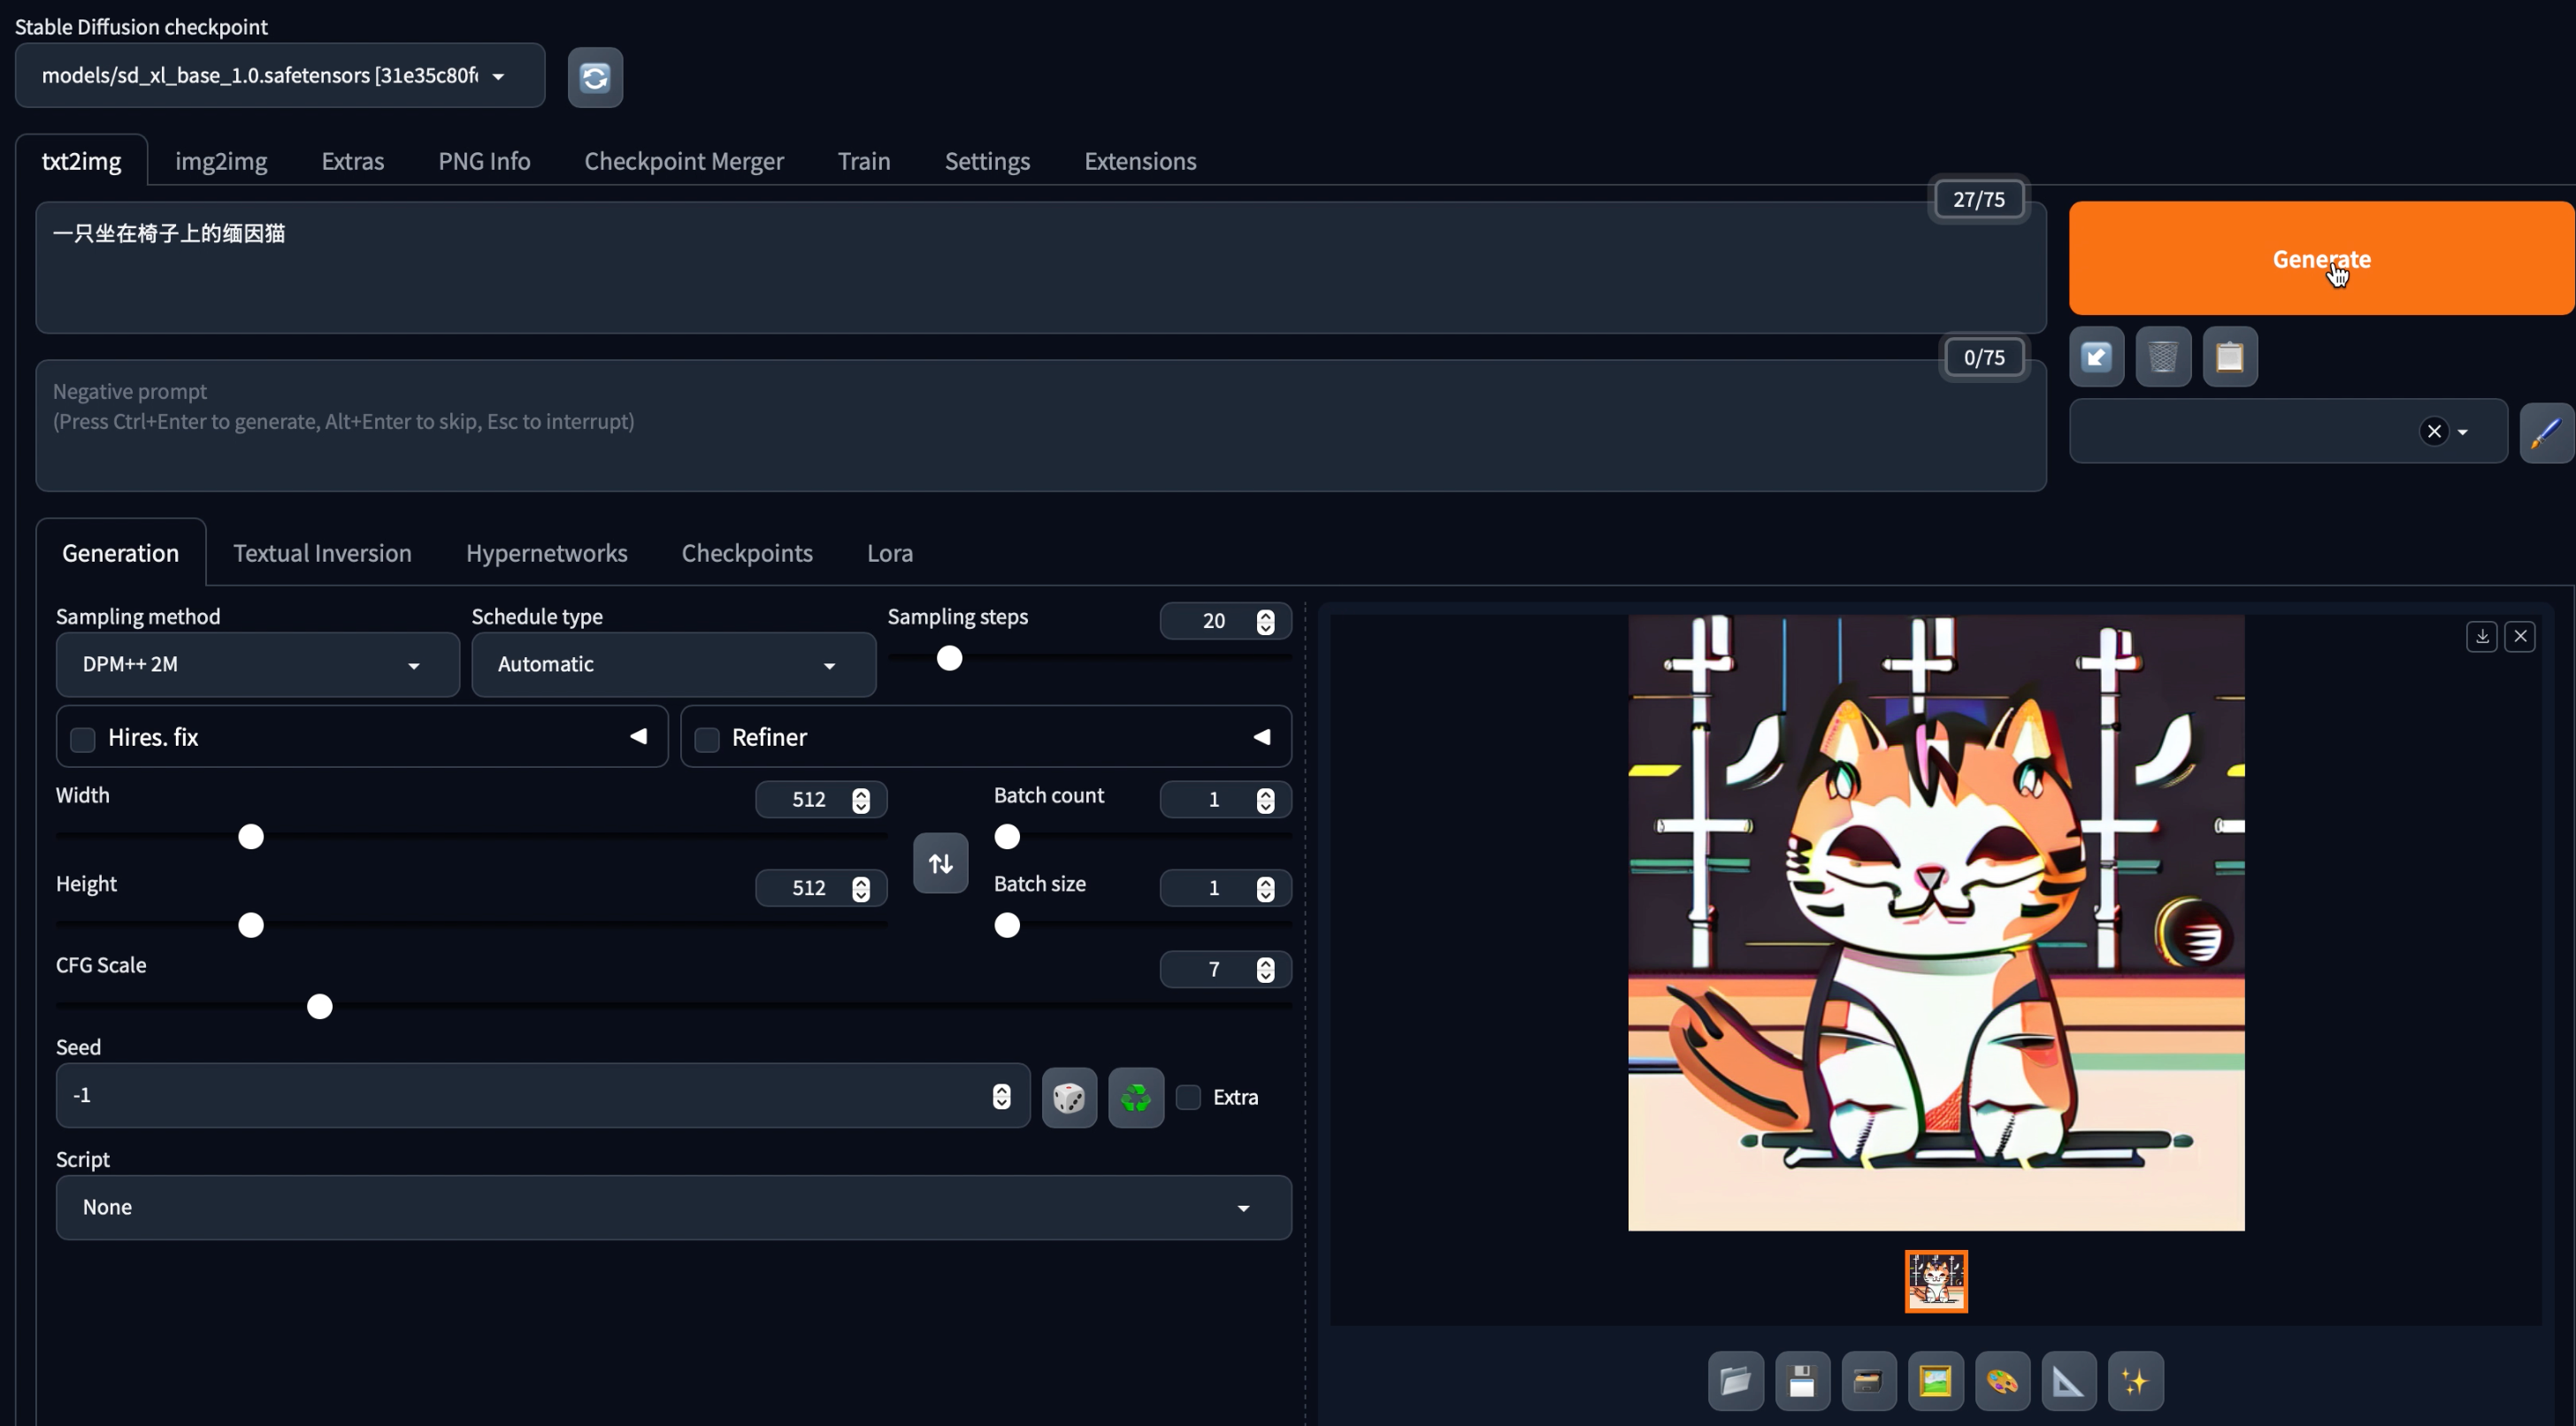 Stable Diffusion checkpoint
models/sd_xl_base_1.0.safetensors [31e35c80f
txt2img img2img Extras PNG Info Checkpoint Merger Train Settings Extensions
27/75
一只坐在椅子上的缅因猫
Generate
0/75
Negative prompt
(Press Ctrl+Enter to generate, Alt+Enter to skip, Esc to interrupt)
Generation Textual Inversion Hypernetworks Checkpoints Lora
Sampling method Schedule type Sampling steps 20
DPM++ 2M Automatic
Hires. fix Refiner
Width 512 Batch count 1
Height 512 Batch size 1
CFG Scale 7
Seed
-1 Extra
Script
None